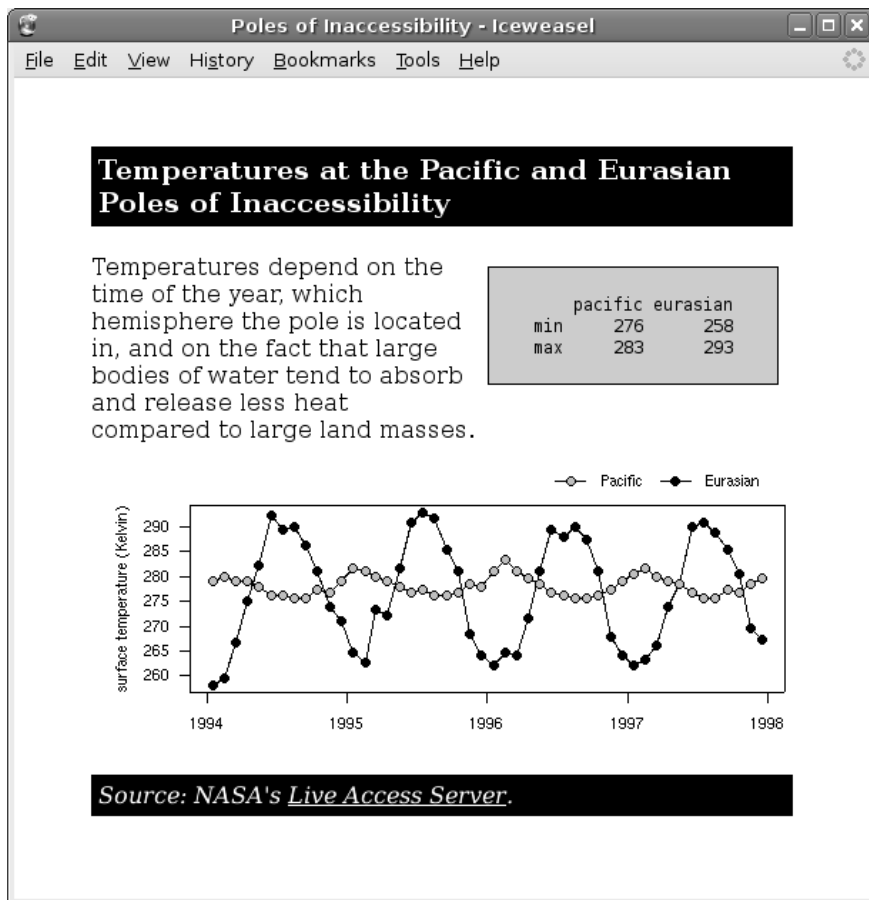 Poles of Inaccessibility - Iceweasel
File Edit View History Bookmarks Tools Help
Temperatures at the Pacific and Eurasian
Poles of Inaccessibility
Temperatures depend on the
time of the year, which
hemisphere the pole is located
in, and on the fact that large
bodies of water tend to absorb
and release less heat
compared to large land masses.
pacific eurasian
min 276 258
max 283 293
Pacific Eurasian
surface temperature (Kelvin)
290
285
280
275
270
265
260
1994 1995 1996 1997 1998
Source: NASA's Live Access Server.